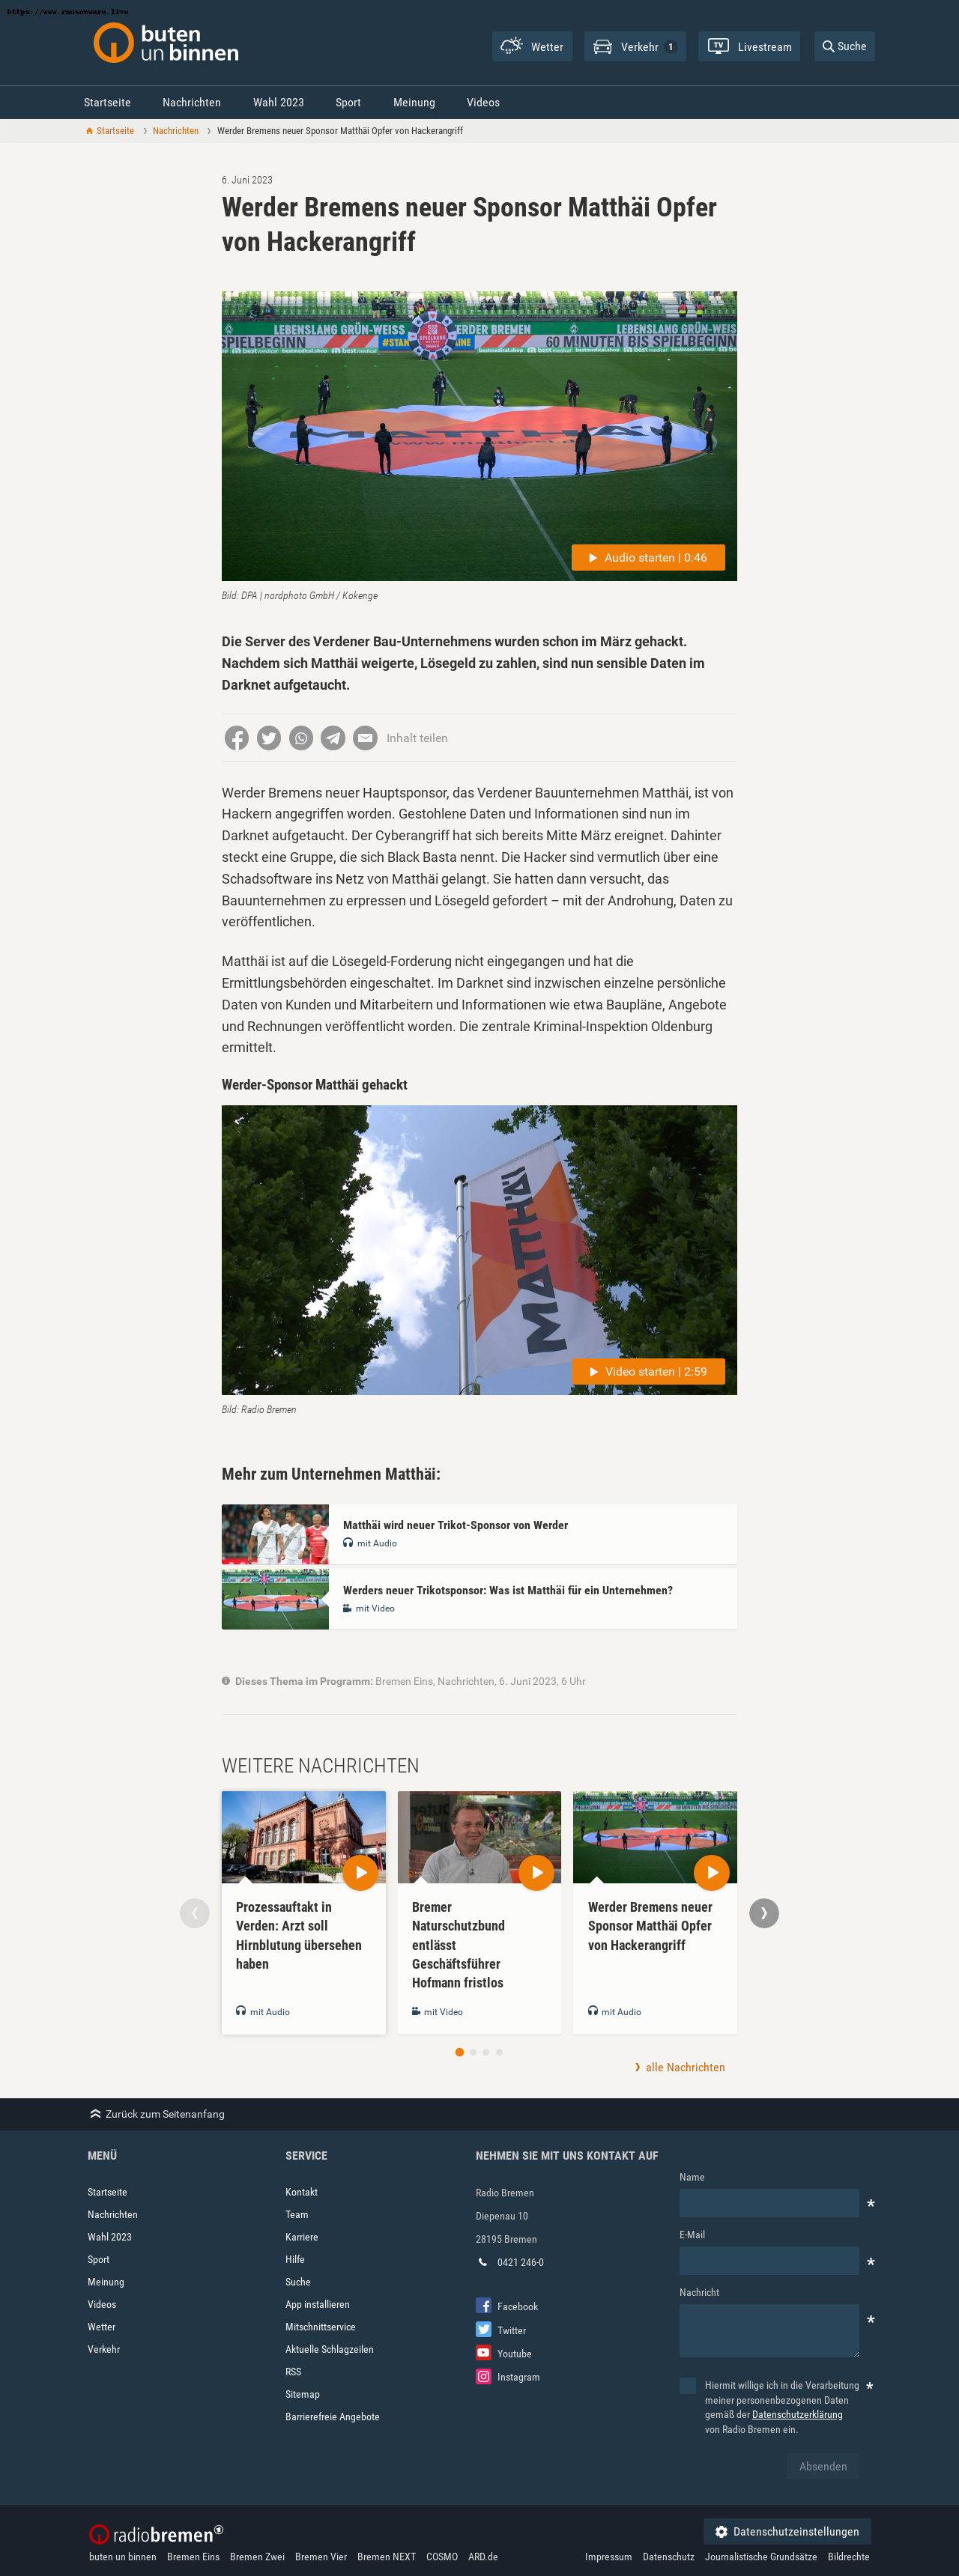 https://www.ransomware.live
buten
un binnen
Wetter
Verkehr 1
TV Livestream
Suche
Startseite Nachrichten Wahl 2023 Sport Meinung Videos
Startseite Nachrichten Werder Bremens neuer Sponsor Matthäi Opfer von Hackerangriff
6. Juni 2023
Werder Bremens neuer Sponsor Matthäi Opfer
von Hackerangriff
LEBENSLANG GRÜN-WEISS
60 MINUTEN BIS SPIELBEGINN
MATTHÄI
Audio starten | 0:46
Bild: DPA | nordphoto GmbH / Kokenge
Die Server des Verdener Bau-Unternehmens wurden schon im März gehackt.
Nachdem sich Matthäi weigerte, Lösegeld zu zahlen, sind nun sensible Daten im
Darknet aufgetaucht.
Inhalt teilen
Werder Bremens neuer Hauptsponsor, das Verdener Bauunternehmen Matthäi, ist von
Hackern angegriffen worden. Gestohlene Daten und Informationen sind nun im
Darknet aufgetaucht. Der Cyberangriff hat sich bereits Mitte März ereignet. Dahinter
steckt eine Gruppe, die sich Black Basta nennt. Die Hacker sind vermutlich über eine
Schadsoftware ins Netz von Matthäi gelangt. Sie hatten dann versucht, das
Bauunternehmen zu erpressen und Lösegeld gefordert – mit der Androhung, Daten zu
veröffentlichen.
Matthäi ist auf die Lösegeld-Forderung nicht eingegangen und hat die
Ermittlungsbehörden eingeschaltet. Im Darknet sind inzwischen einzelne persönliche
Daten von Kunden und Mitarbeitern und Informationen wie etwa Baupläne, Angebote
und Rechnungen veröffentlicht worden. Die zentrale Kriminal-Inspektion Oldenburg
ermittelt.
Werder-Sponsor Matthäi gehackt
MATTHÄI
MATTHÄI
Video starten | 2:59
Bild: Radio Bremen
Mehr zum Unternehmen Matthäi:
Matthäi wird neuer Trikot-Sponsor von Werder
mit Audio
Werders neuer Trikotsponsor: Was ist Matthäi für ein Unternehmen?
mit Video
Dieses Thema im Programm: Bremen Eins, Nachrichten, 6. Juni 2023, 6 Uhr
WEITERE NACHRICHTEN
Prozessauftakt in
Verden: Arzt soll
Hirnblutung übersehen
haben
mit Audio
Bremer
Naturschutzbund
entlässt
Geschäftsführer
Hofmann fristlos
mit Video
Werder Bremens neuer
Sponsor Matthäi Opfer
von Hackerangriff
mit Audio
alle Nachrichten
Zurück zum Seitenanfang
MENÜ
Startseite
Nachrichten
Wahl 2023
Sport
Meinung
Videos
Wetter
Verkehr
SERVICE
Kontakt
Team
Karriere
Hilfe
Suche
App installieren
Mitschnittservice
Aktuelle Schlagzeilen
RSS
Sitemap
Barrierefreie Angebote
NEHMEN SIE MIT UNS KONTAKT AUF
Radio Bremen
Diepenau 10
28195 Bremen
0421 246-0
Facebook
Twitter
Youtube
Instagram
Name
*
E-Mail
*
Nachricht
*
Hiermit willige ich in die Verarbeitung *
meiner personenbezogenen Daten
gemäß der Datenschutzerklärung
von Radio Bremen ein.
Absenden
radiobremen
Datenschutzeinstellungen
buten un binnen Bremen Eins Bremen Zwei Bremen Vier Bremen NEXT COSMO ARD.de
Impressum Datenschutz Journalistische Grundsätze Bildrechte